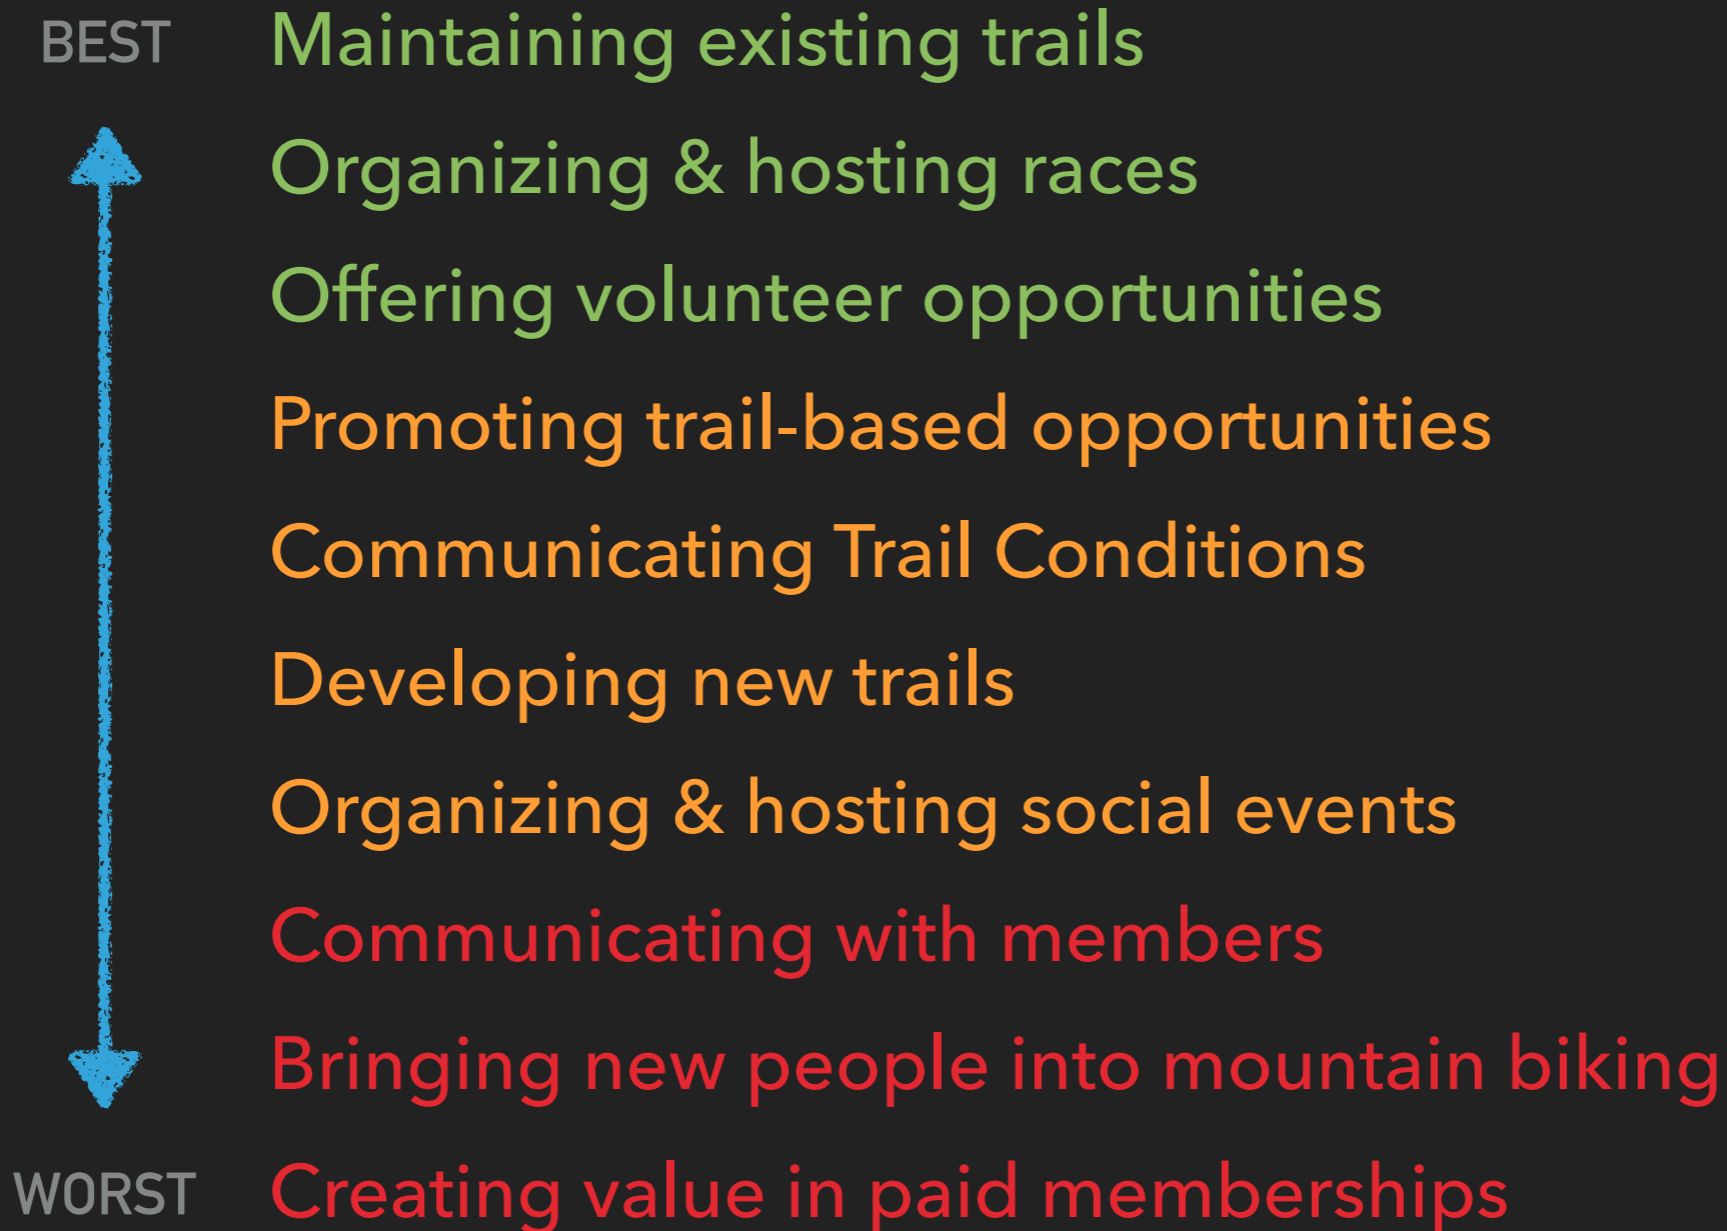 BEST
Maintaining existing trails
Organizing & hosting races
Offering volunteer opportunities
Promoting trail-based opportunities
Communicating Trail Conditions
Developing new trails
Organizing & hosting social events
Communicating with members
Bringing new people into mountain biking
WORST
Creating value in paid memberships